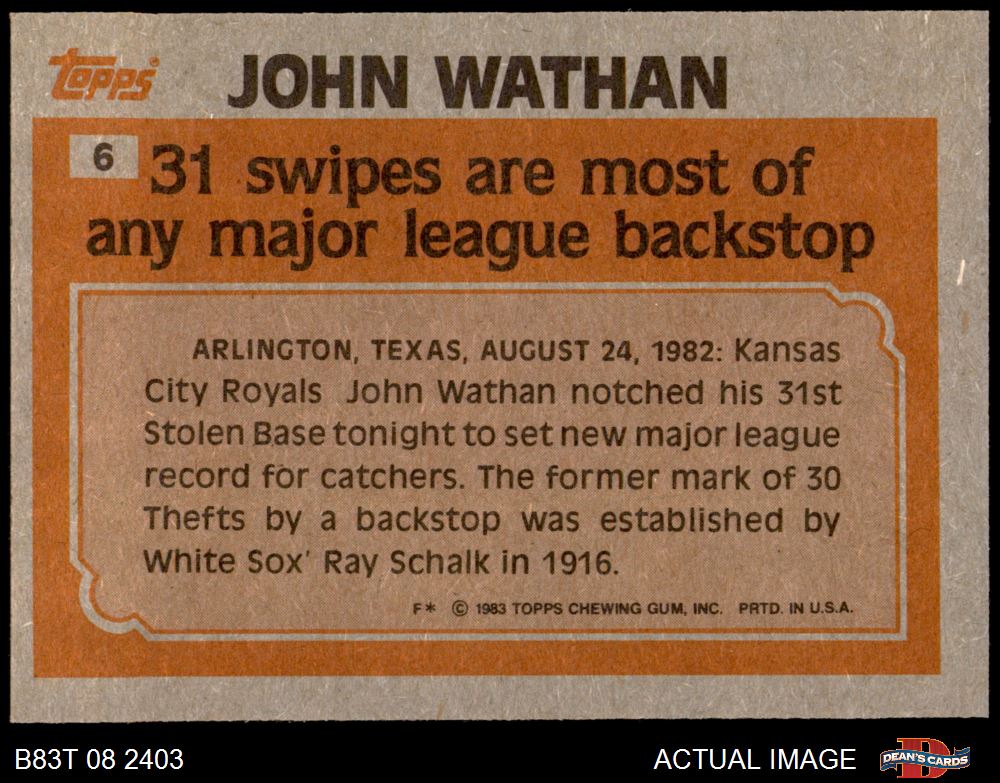 topps
JOHN WATHAN
6
31 swipes are most of
any major league backstop
ARLINGTON, TEXAS, AUGUST 24, 1982: Kansas
City Royals John Wathan notched his 31st
Stolen Base tonight to set new major league
record for catchers. The former mark of 30
Thefts by a backstop was established by
White Sox' Ray Schalk in 1916.
F* © 1983 TOPPS CHEWING GUM, INC. PRTD. IN U.S.A.
B83T 08 2403
ACTUAL IMAGE
D
DEAN'S CARDS